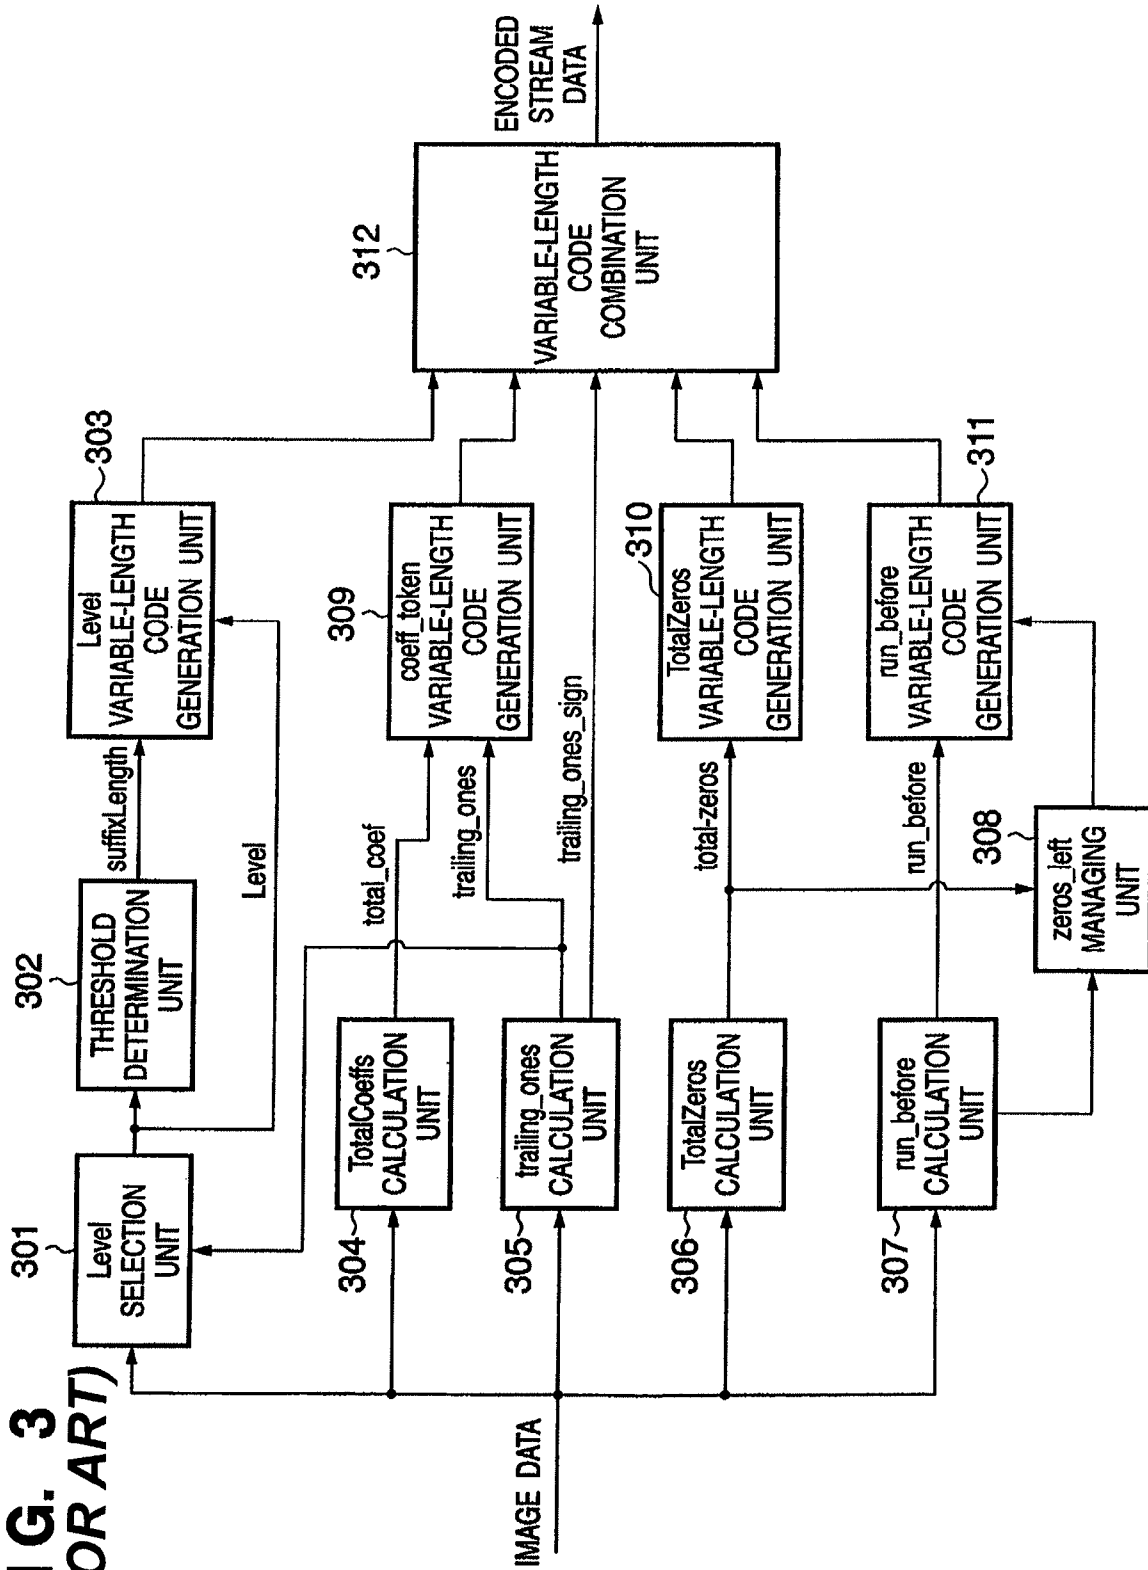 G. 3
OR ART)
IMAGE DATA
301
Level
SELECTION
UNIT
302
THRESHOLD
DETERMINATION
UNIT
suffixLength
Level
303
Level
VARIABLE-LENGTH
CODE
GENERATION UNIT
304
TotalCoeffs
CALCULATION
UNIT
total_coef
305
trailing_ones
CALCULATION
UNIT
trailing_ones
trailing_ones_sign
309
coeff_token
VARIABLE-LENGTH
CODE
GENERATION UNIT
306
TotalZeros
CALCULATION
UNIT
total-zeros
310
TotalZeros
VARIABLE-LENGTH
CODE
GENERATION UNIT
307
run_before
CALCULATION
UNIT
run_before
308
zeros_left
MANAGING
UNIT
311
run_before
VARIABLE-LENGTH
CODE
GENERATION UNIT
312
VARIABLE-LENGTH
CODE
COMBINATION
UNIT
ENCODED
STREAM
DATA